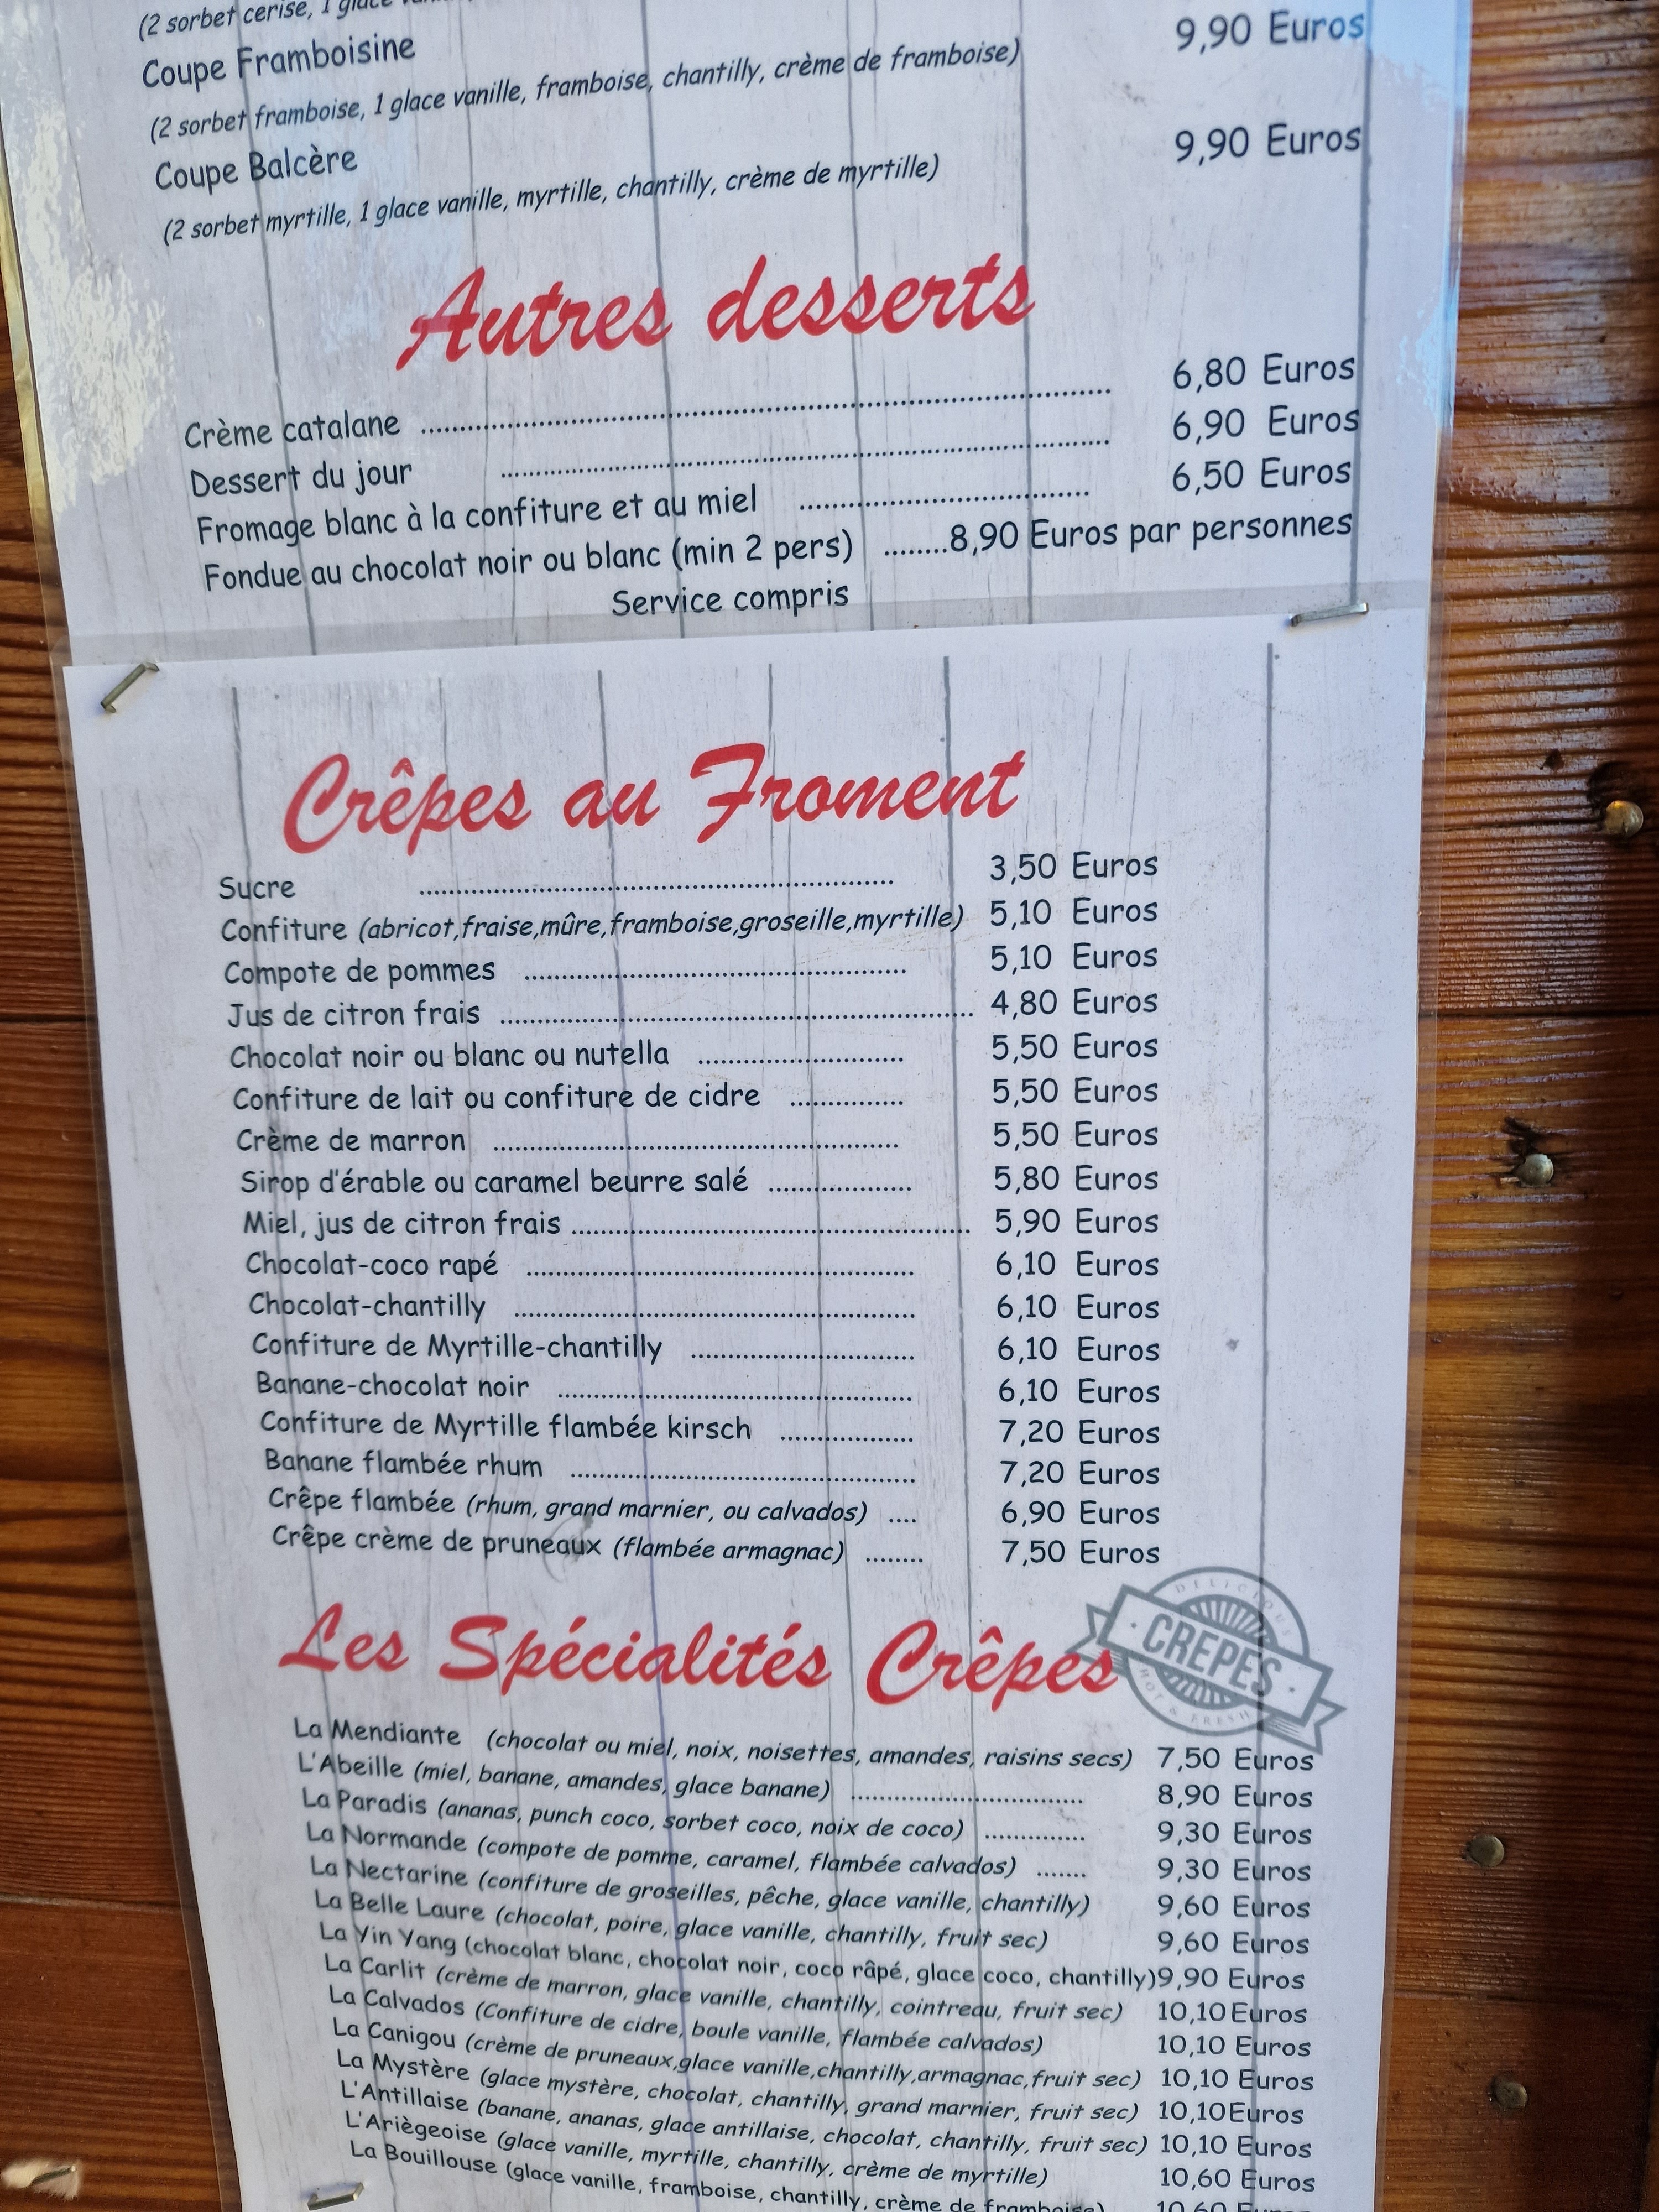 (2 sorbet cerise, 1 glace
Coupe Framboisine 9,90 Euros
(2 sorbet framboise, 1 glace vanille, framboise, chantilly, crème de framboise)
Coupe Balcère 9,90 Euros
(2 sorbet myrtille, 1 glace vanille, myrtille, chantilly, crème de myrtille)
Autres desserts
Crème catalane .......... 6,80 Euros
Dessert du jour .......... 6,90 Euros
Fromage blanc à la confiture et au miel .......... 6,50 Euros
Fondue au chocolat noir ou blanc (min 2 pers) ........8,90 Euros par personnes
Service compris
Crêpes au Froment
Sucre .......... 3,50 Euros
Confiture (abricot,fraise,mûre,framboise,groseille,myrtille) 5,10 Euros
Compote de pommes .......... 5,10 Euros
Jus de citron frais .......... 4,80 Euros
Chocolat noir ou blanc ou nutella .......... 5,50 Euros
Confiture de lait ou confiture de cidre .......... 5,50 Euros
Crème de marron .......... 5,50 Euros
Sirop d'érable ou caramel beurre salé .......... 5,80 Euros
Miel, jus de citron frais .......... 5,90 Euros
Chocolat-coco rapé .......... 6,10 Euros
Chocolat-chantilly .......... 6,10 Euros
Confiture de Myrtille-chantilly .......... 6,10 Euros
Banane-chocolat noir .......... 6,10 Euros
Confiture de Myrtille flambée kirsch .......... 7,20 Euros
Banane flambée rhum .......... 7,20 Euros
Crêpe flambée (rhum, grand marnier, ou calvados) .... 6,90 Euros
Crêpe crème de pruneaux (flambée armagnac) ........ 7,50 Euros
Les Spécialités Crêpes
DELICIOUS
CREPES
HOT & FRESH
La Mendiante (chocolat ou miel, noix, noisettes, amandes, raisins secs) 7,50 Euros
L'Abeille (miel, banane, amandes, glace banane) .......... 8,90 Euros
La Paradis (ananas, punch coco, sorbet coco, noix de coco) .......... 9,30 Euros
La Normande (compote de pomme, caramel, flambée calvados) ....... 9,30 Euros
La Nectarine (confiture de groseilles, pêche, glace vanille, chantilly) 9,60 Euros
La Belle Laure (chocolat, poire, glace vanille, chantilly, fruit sec) 9,60 Euros
La Yin Yang (chocolat blanc, chocolat noir, coco râpé, glace coco, chantilly)9,90 Euros
La Carlit (crème de marron, glace vanille, chantilly, cointreau, fruit sec) 10,10 Euros
La Calvados (Confiture de cidre, boule vanille, flambée calvados) 10,10 Euros
La Canigou (crème de pruneaux,glace vanille,chantilly,armagnac,fruit sec) 10,10 Euros
La Mystère (glace mystère, chocolat, chantilly, grand marnier, fruit sec) 10,10Euros
L'Antillaise (banane, ananas, glace antillaise, chocolat, chantilly, fruit sec) 10,10 Euros
L'Ariègeoise (glace vanille, myrtille, chantilly, crème de myrtille) 10,60 Euros
La Bouillouse (glace vanille, framboise, chantilly, crème de framboise) 10,60